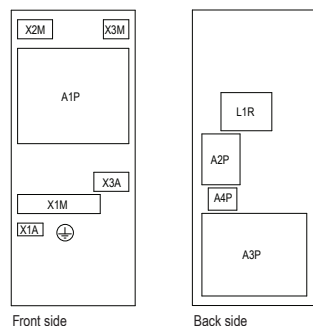 X2M X3M
A1P
X3A
X1M
X1A
Front side
L1R
A2P
A4P
A3P
Back side